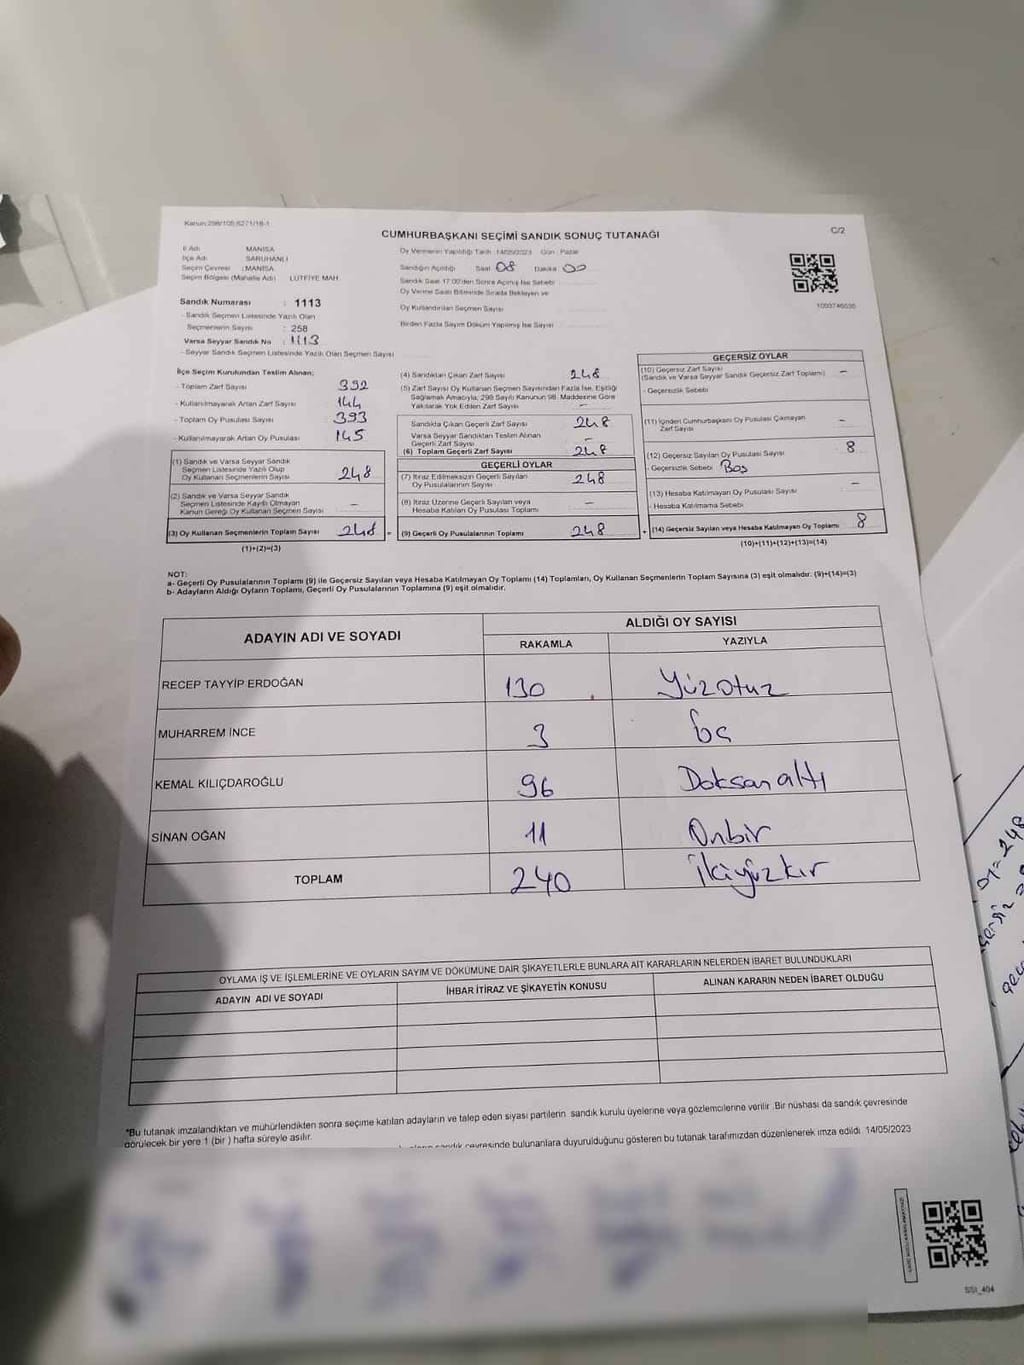 Kanun:298/105;6271/18-1
CUMHURBAŞKANI SEÇİMİ SANDIK SONUÇ TUTANAĞI
C/2
İl Adı MANİSA
İlçe Adı SARUHANLI
Seçim Çevresi : MANİSA
Seçim Bölgesi (Mahalle Adı) LÜTFİYE MAH.
Sandık Numarası : 1113
- Sandık Seçmen Listesinde Yazılı Olan
Seçmenlerin Sayısı : 258
Varsa Seyyar Sandık No : 1113
- Seyyar Sandık Seçmen Listesinde Yazılı Olan Seçmen Sayısı
Oy Vermenin Yapıldığı Tarih : 14/05/2023 Gün : Pazar
Sandığın Açıldığı Saat 08 Dakika 00
Sandık Saat 17:00'den Sonra Açılmış İse Sebebi
Oy Verme Saati Bitiminde Sırada Bekleyen ve
Oy Kullandırılan Seçmen Sayısı
Birden Fazla Sayım Döküm Yapılmış İse Sayısı
1003746535
İlçe Seçim Kurulundan Teslim Alınan;
- Toplam Zarf Sayısı 392
- Kullanılmayarak Artan Zarf Sayısı 144
- Toplam Oy Pusulası Sayısı 393
- Kullanılmayarak Artan Oy Pusulası 145
(1) Sandık ve Varsa Seyyar Sandık
Seçmen Listesinde Yazılı Olup
Oy Kullanan Seçmenlerin Sayısı 248
(2) Sandık ve Varsa Seyyar Sandık
Seçmen Listesinde Kayıtlı Olmayan
Kanun Gereği Oy Kullanan Seçmen Sayısı –
(3) Oy Kullanan Seçmenlerin Toplam Sayısı 248
(1)+(2)=(3)
(4) Sandıktan Çıkan Zarf Sayısı 248
(5) Zarf Sayısı Oy Kullanan Seçmen Sayısından Fazla İse, Eşitliği
Sağlamak Amacıyla, 298 Sayılı Kanunun 98. Maddesine Göre
Yakılarak Yok Edilen Zarf Sayısı –
Sandıkta Çıkan Geçerli Zarf Sayısı 248
Varsa Seyyar Sandıktan Teslim Alınan
Geçerli Zarf Sayısı –
(6) Toplam Geçerli Zarf Sayısı 248
GEÇERLİ OYLAR
(7) İtiraz Edilmeksizin Geçerli Sayılan
Oy Pusulalarının Sayısı 248
(8) İtiraz Üzerine Geçerli Sayılan veya
Hesaba Katılan Oy Pusulası Toplamı –
= (9) Geçerli Oy Pusulalarının Toplamı 248
GEÇERSİZ OYLAR
(10) Geçersiz Zarf Sayısı
(Sandık ve Varsa Seyyar Sandık Geçersiz Zarf Toplamı) –
- Geçersizlik Sebebi
(11) İçinden Cumhurbaşkanı Oy Pusulası Çıkmayan
Zarf Sayısı –
(12) Geçersiz Sayılan Oy Pusulası Sayısı 8
- Geçersizlik Sebebi Boş
(13) Hesaba Katılmayan Oy Pusulası Sayısı –
- Hesaba Katılmama Sebebi
+ (14) Geçersiz Sayılan veya Hesaba Katılmayan Oy Toplamı 8
(10)+(11)+(12)+(13)=(14)
NOT:
a- Geçerli Oy Pusulalarının Toplamı (9) ile Geçersiz Sayılan veya Hesaba Katılmayan Oy Toplamı (14) Toplamları, Oy Kullanan Seçmenlerin Toplam Sayısına (3) eşit olmalıdır. (9)+(14)=(3)
b- Adayların Aldığı Oyların Toplamı, Geçerli Oy Pusulalarının Toplamına (9) eşit olmalıdır.
ADAYIN ADI VE SOYADI ALDIĞI OY SAYISI
RAKAMLA YAZIYLA
RECEP TAYYİP ERDOĞAN 130 Yüzotuz
MUHARREM İNCE 3 üç
KEMAL KILIÇDAROĞLU 96 Doksan altı
SİNAN OĞAN 11 Onbir
TOPLAM 240 ikiyüzkır
OYLAMA İŞ VE İŞLEMLERİNE VE OYLARIN SAYIM VE DÖKÜMÜNE DAİR ŞİKAYETLERLE BUNLARA AİT KARARLARIN NELERDEN İBARET BULUNDUKLARI
ADAYIN ADI VE SOYADI İHBAR İTİRAZ VE ŞİKAYETİN KONUSU ALINAN KARARIN NEDEN İBARET OLDUĞU
*Bu tutanak imzalandıktan ve mühürlendikten sonra seçime katılan adayların ve talep eden siyasi partilerin sandık kurulu üyelerine veya gözlemcilerine verilir. Bir nüshası da sandık çevresinde
görülecek bir yere 1 (bir) hafta süreyle asılır.
sandık çevresinde bulunanlara duyurulduğunu gösteren bu tutanak tarafımızdan düzenlenerek imza edildi. 14/05/2023
SSI_404
= 248